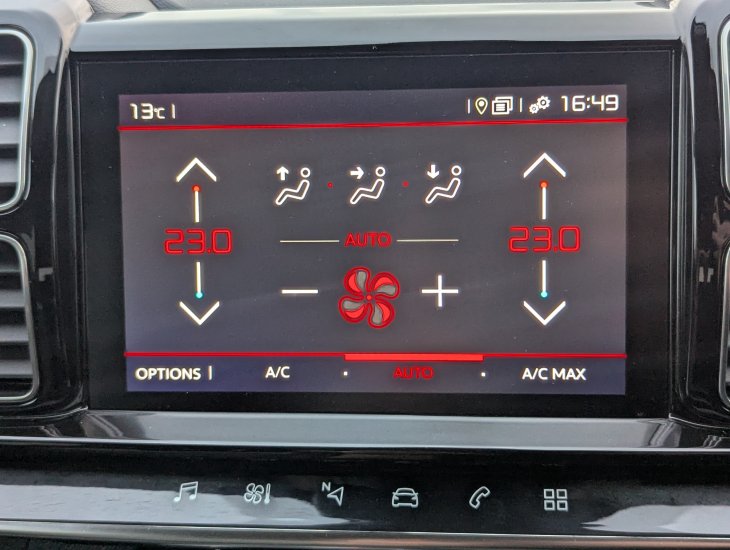 13°C
16:49
23.0 23.0
AUTO
OPTIONS A/C AUTO A/C MAX
N